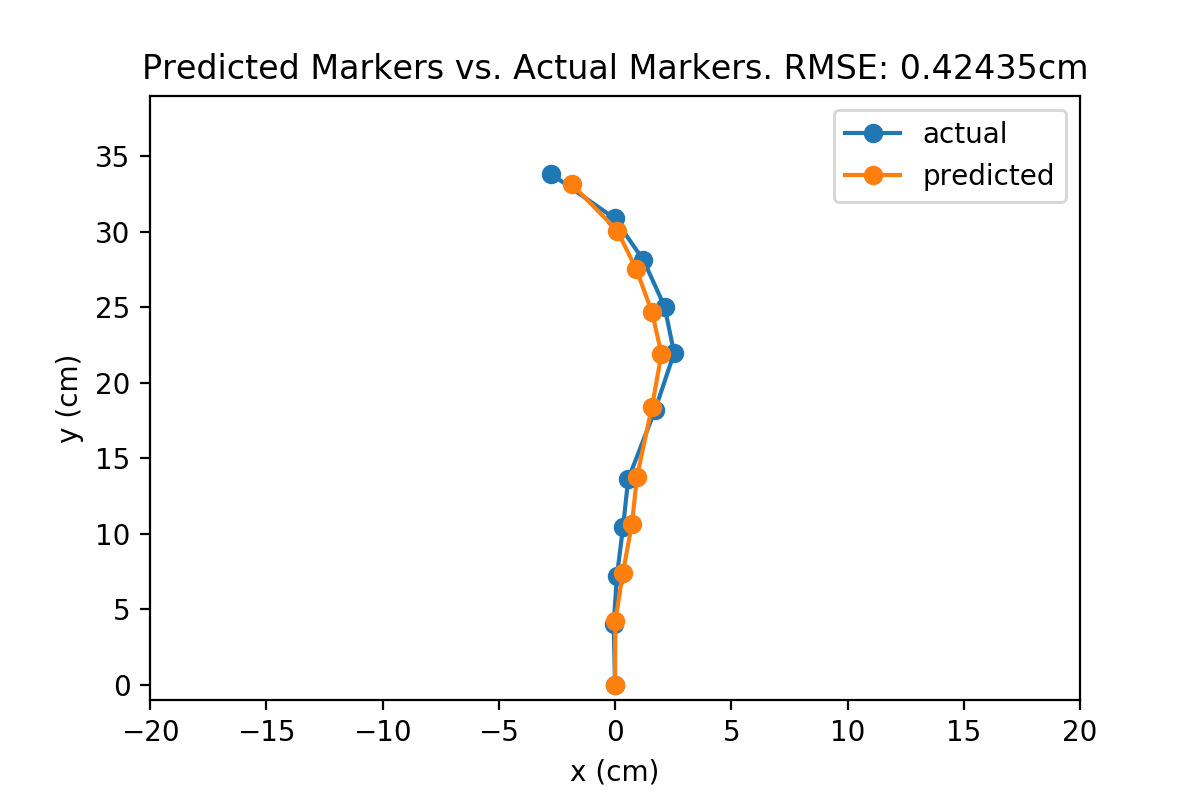 Predicted Markers vs. Actual Markers. RMSE: 0.42435cm
actual
predicted
35
30
25
20
15
10
5
0
y (cm)
−20 −15 −10 −5 0 5 10 15 20
x (cm)